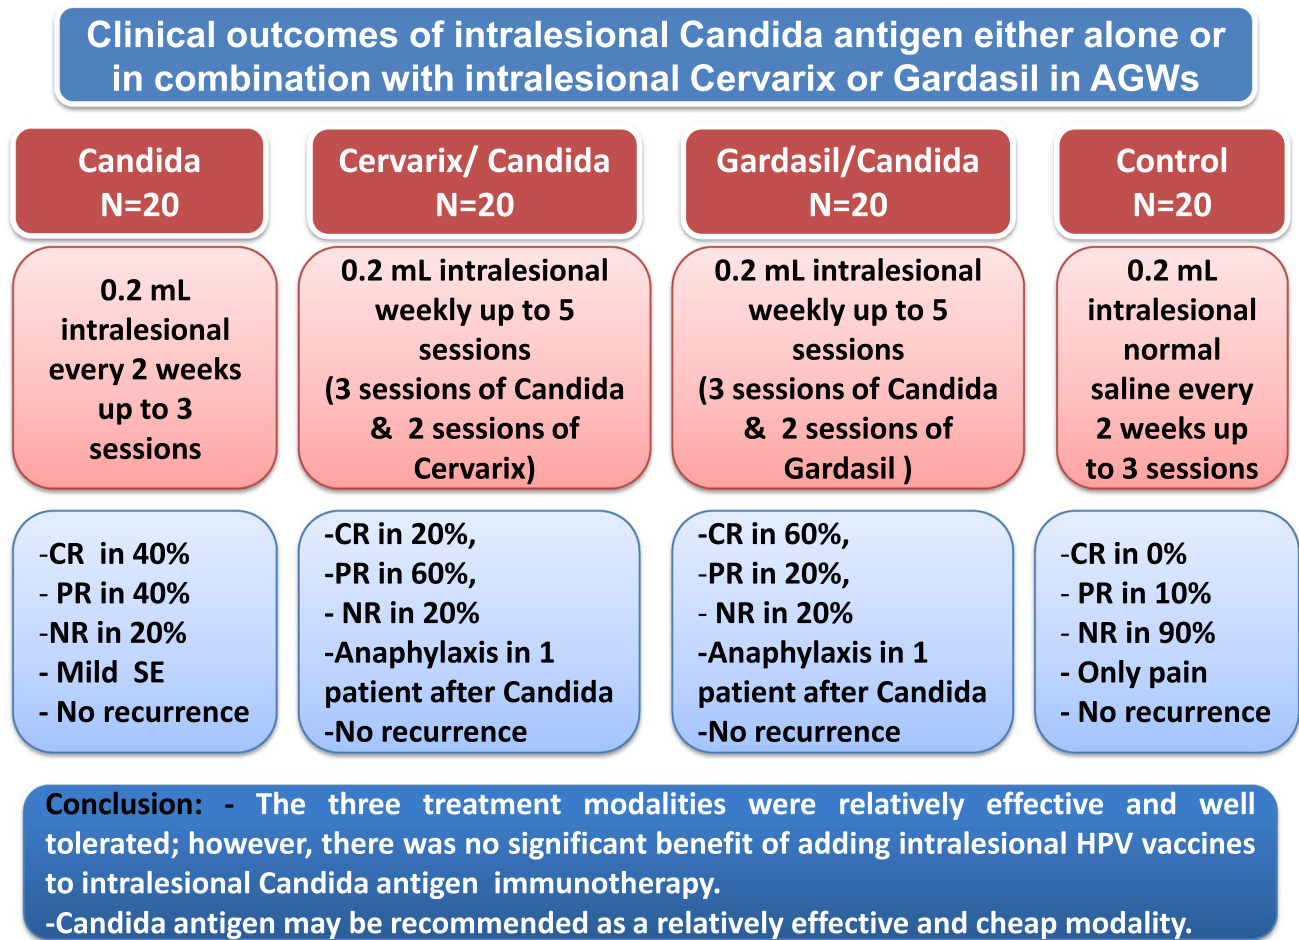 Clinical outcomes of intralesional Candida antigen either alone or
in combination with intralesional Cervarix or Gardasil in AGWs
Candida
N=20
0.2 mL
intralesional
every 2 weeks
up to 3
sessions
-CR in 40%
- PR in 40%
-NR in 20%
- Mild SE
- No recurrence
Cervarix/ Candida
N=20
0.2 mL intralesional
weekly up to 5
sessions
(3 sessions of Candida
& 2 sessions of
Cervarix)
-CR in 20%,
-PR in 60%,
- NR in 20%
-Anaphylaxis in 1
patient after Candida
-No recurrence
Gardasil/Candida
N=20
0.2 mL intralesional
weekly up to 5
sessions
(3 sessions of Candida
& 2 sessions of
Gardasil )
-CR in 60%,
-PR in 20%,
- NR in 20%
-Anaphylaxis in 1
patient after Candida
-No recurrence
Control
N=20
0.2 mL
intralesional
normal
saline every
2 weeks up
to 3 sessions
-CR in 0%
- PR in 10%
- NR in 90%
- Only pain
- No recurrence
Conclusion: - The three treatment modalities were relatively effective and well
tolerated; however, there was no significant benefit of adding intralesional HPV vaccines
to intralesional Candida antigen immunotherapy.
-Candida antigen may be recommended as a relatively effective and cheap modality.